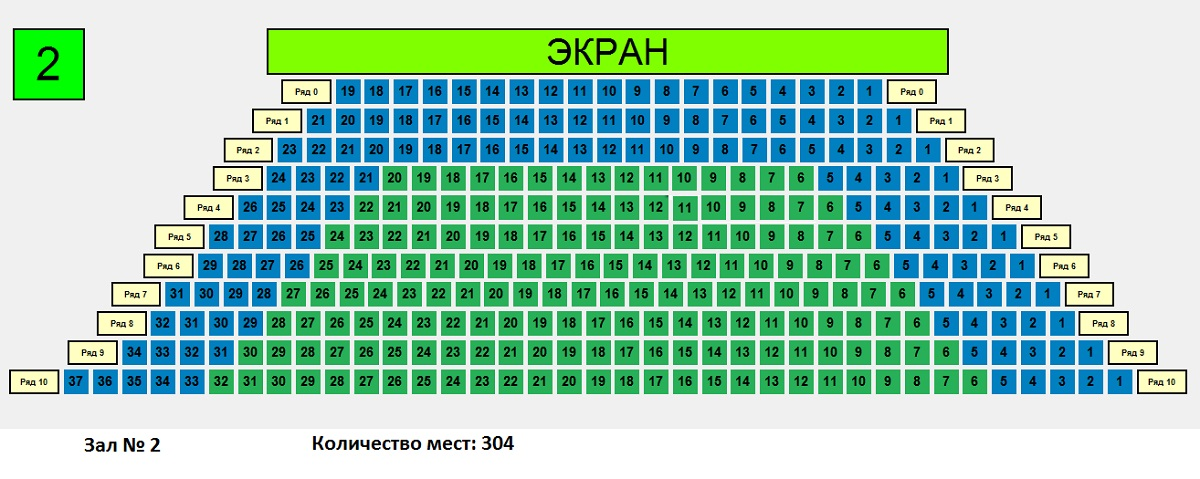 2
ЭКРАН
Ряд 0 19 18 17 16 15 14 13 12 11 10 9 8 7 6 5 4 3 2 1 Ряд 0
Ряд 1 21 20 19 18 17 16 15 14 13 12 11 10 9 8 7 6 5 4 3 2 1 Ряд 1
Ряд 2 23 22 21 20 19 18 17 16 15 14 13 12 11 10 9 8 7 6 5 4 3 2 1 Ряд 2
Ряд 3 24 23 22 21 20 19 18 17 16 15 14 13 12 11 10 9 8 7 6 5 4 3 2 1 Ряд 3
Ряд 4 26 25 24 23 22 21 20 19 18 17 16 15 14 13 12 11 10 9 8 7 6 5 4 3 2 1 Ряд 4
Ряд 5 28 27 26 25 24 23 22 21 20 19 18 17 16 15 14 13 12 11 10 9 8 7 6 5 4 3 2 1 Ряд 5
Ряд 6 29 28 27 26 25 24 23 22 21 20 19 18 17 16 15 14 13 12 11 10 9 8 7 6 5 4 3 2 1 Ряд 6
Ряд 7 31 30 29 28 27 26 25 24 23 22 21 20 19 18 17 16 15 14 13 12 11 10 9 8 7 6 5 4 3 2 1 Ряд 7
Ряд 8 32 31 30 29 28 27 26 25 24 23 22 21 20 19 18 17 16 15 14 13 12 11 10 9 8 7 6 5 4 3 2 1 Ряд 8
Ряд 9 34 33 32 31 30 29 28 27 26 25 24 23 22 21 20 19 18 17 16 15 14 13 12 11 10 9 8 7 6 5 4 3 2 1 Ряд 9
Ряд 10 37 36 35 34 33 32 31 30 29 28 27 26 25 24 23 22 21 20 19 18 17 16 15 14 13 12 11 10 9 8 7 6 5 4 3 2 1 Ряд 10
Зал № 2 Количество мест: 304